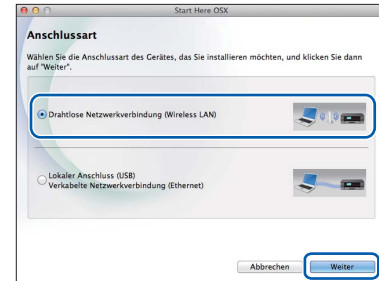 Start Here OSX
Anschlussart
Wählen Sie die Anschlussart des Gerätes, das Sie installieren möchten, und klicken Sie dann
auf "Weiter".
Drahtlose Netzwerkverbindung (Wireless LAN)
Lokaler Anschluss (USB)
Verkabelte Netzwerkverbindung (Ethernet)
Abbrechen
Weiter